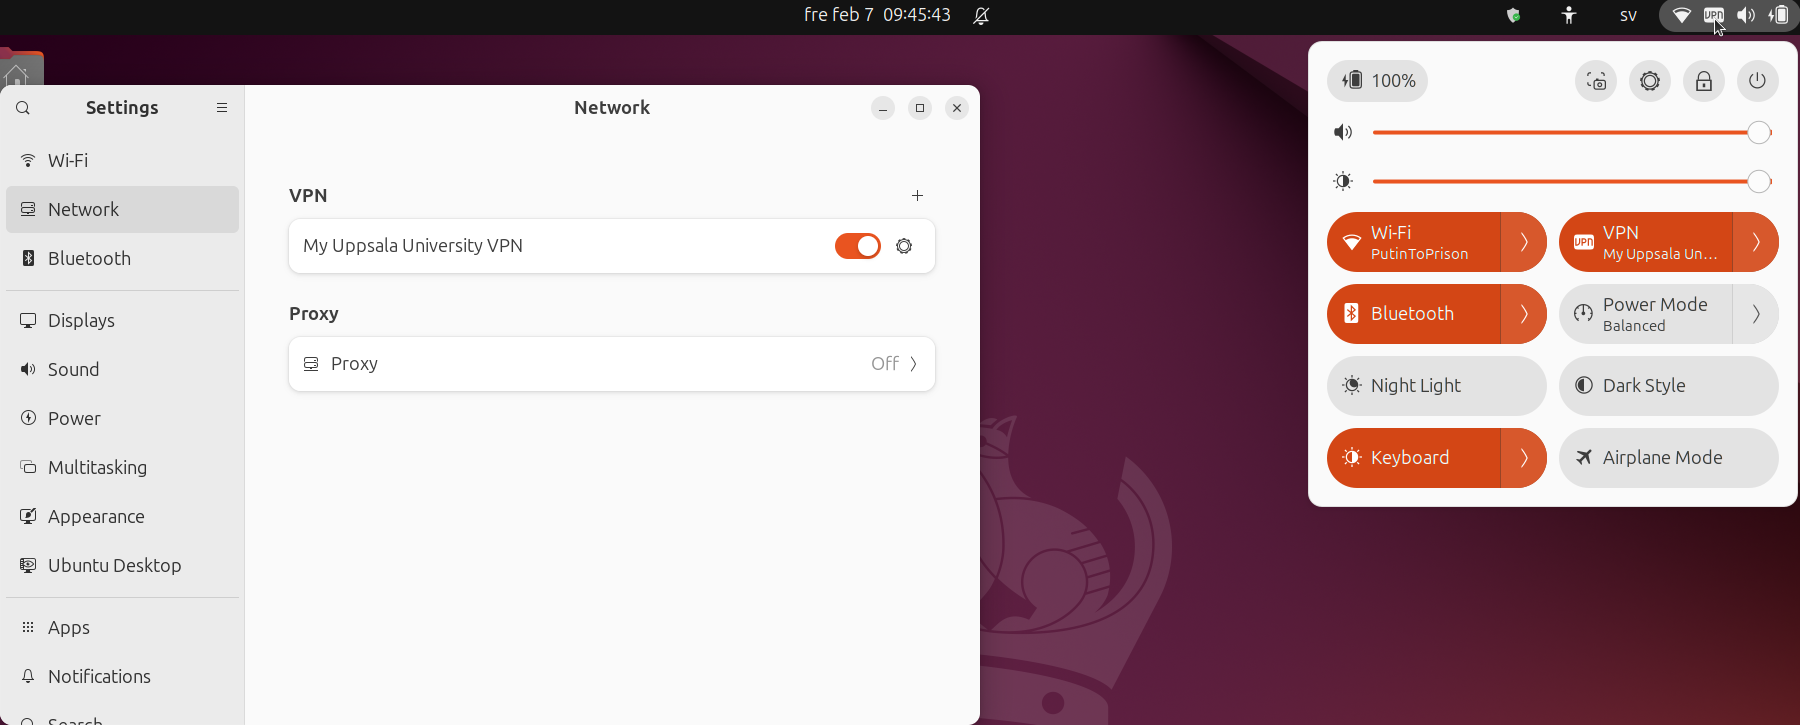 fre feb 7 09:45:43
SV
VPN
100%
Settings
Network
Wi-Fi
Network
Bluetooth
Displays
Sound
Power
Multitasking
Appearance
Ubuntu Desktop
Apps
Notifications
Search
VPN
My Uppsala University VPN
Proxy
Proxy
Off
Wi-Fi
PutinToPrison
VPN
VPN
My Uppsala Un...
Bluetooth
Power Mode
Balanced
Night Light
Dark Style
Keyboard
Airplane Mode